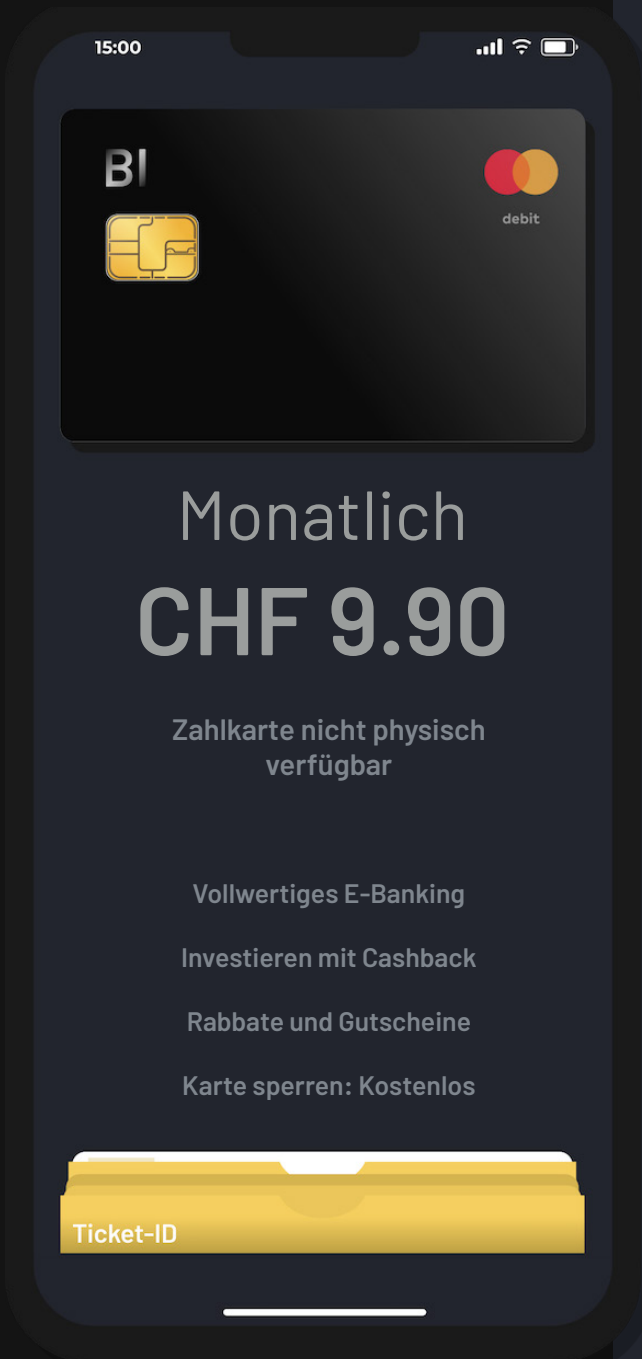 15:00
BI
debit
Monatlich
CHF 9.90
Zahlkarte nicht physisch
verfügbar
Vollwertiges E-Banking
Investieren mit Cashback
Rabbate und Gutscheine
Karte sperren: Kostenlos
Ticket-ID